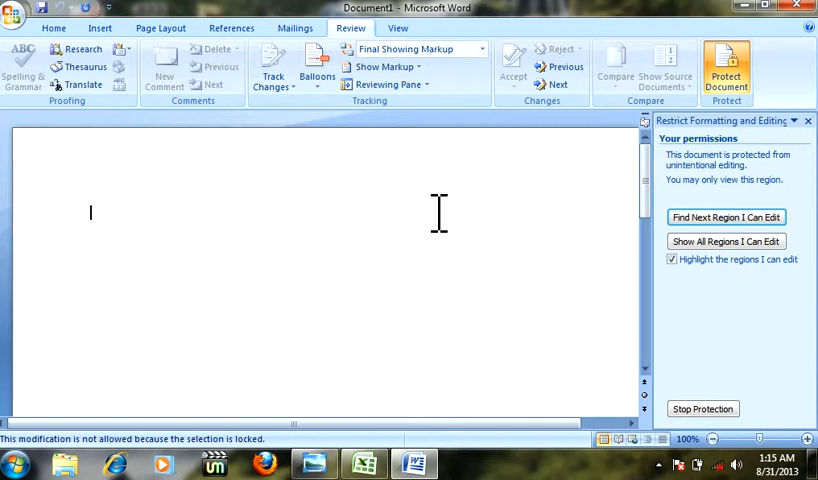 Document1 - Microsoft Word
Home Insert Page Layout References Mailings Review View
ABC
Spelling & Grammar
Research
Thesaurus
Translate
ABC
123
Proofing
New Comment
Delete
Previous
Next
Comments
Track Changes
Balloons
Final Showing Markup
Show Markup
Reviewing Pane
Tracking
Accept
Reject
Previous
Next
Changes
Compare
Show Source Documents
Compare
Protect Document
Protect
Restrict Formatting and Editing
Your permissions
This document is protected from
unintentional editing.
You may only view this region.
Find Next Region I Can Edit
Show All Regions I Can Edit
Highlight the regions I can edit
Stop Protection
This modification is not allowed because the selection is locked.
100%
UM
W
1:15 AM
8/31/2013